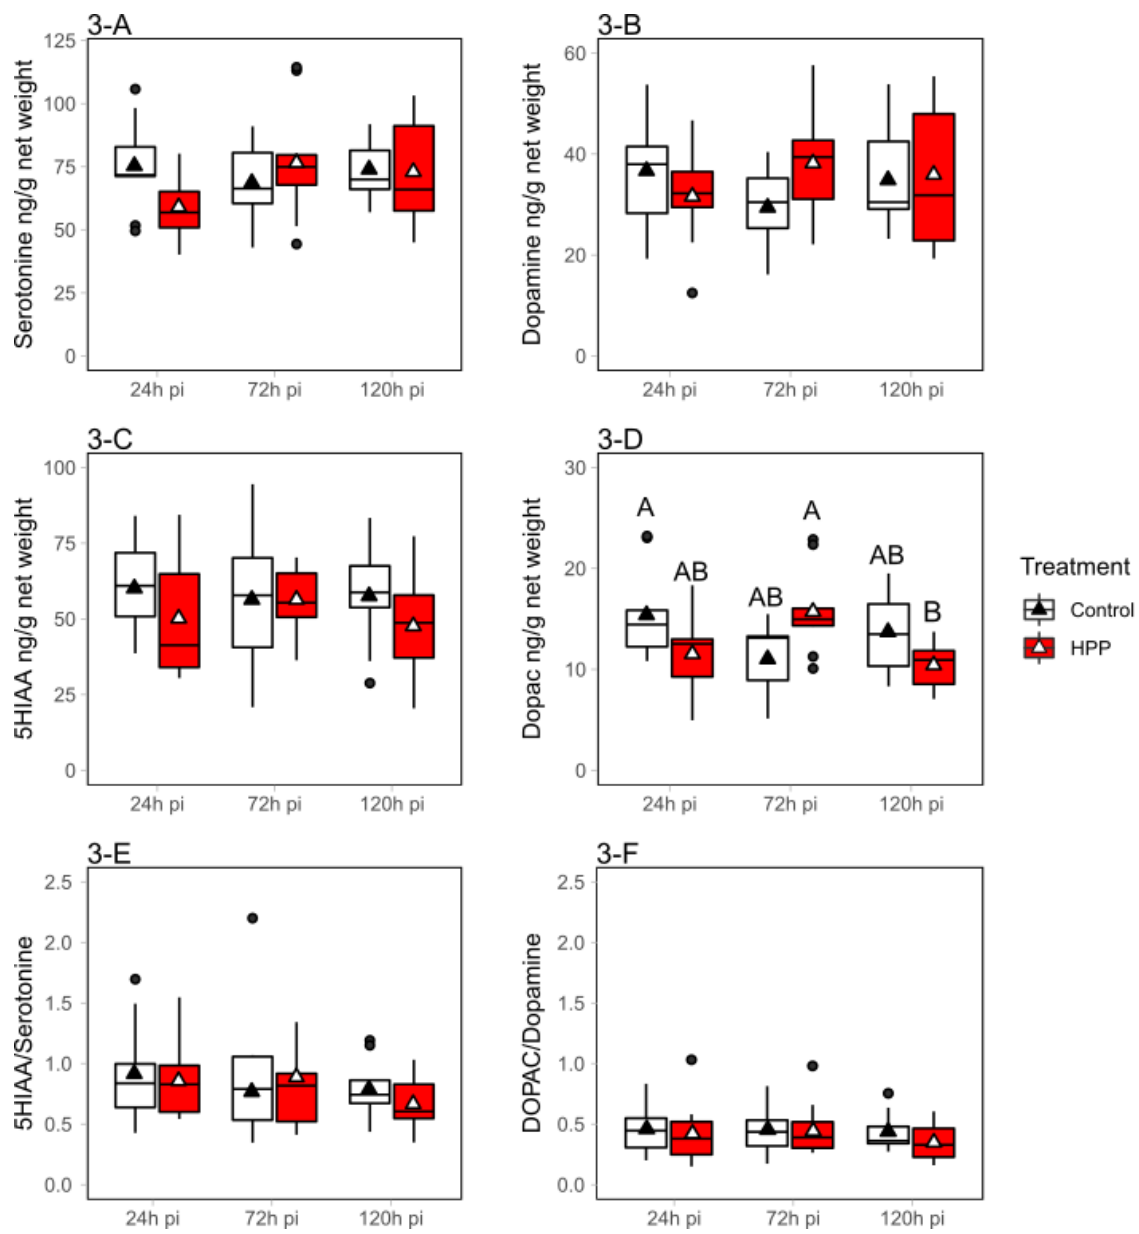 3-A
Serotonine ng/g net weight
125
100
75
50
25
0
24h pi
72h pi
120h pi
3-B
Dopamine ng/g net weight
60
40
20
0
24h pi
72h pi
120h pi
3-C
5HIAA ng/g net weight
100
75
50
25
0
24h pi
72h pi
120h pi
3-D
Dopac ng/g net weight
30
20
10
0
A
AB
AB
A
AB
B
24h pi
72h pi
120h pi
Treatment
Control
HPP
3-E
5HIAA/Serotonine
2.5
2.0
1.5
1.0
0.5
0.0
24h pi
72h pi
120h pi
3-F
DOPAC/Dopamine
2.5
2.0
1.5
1.0
0.5
0.0
24h pi
72h pi
120h pi